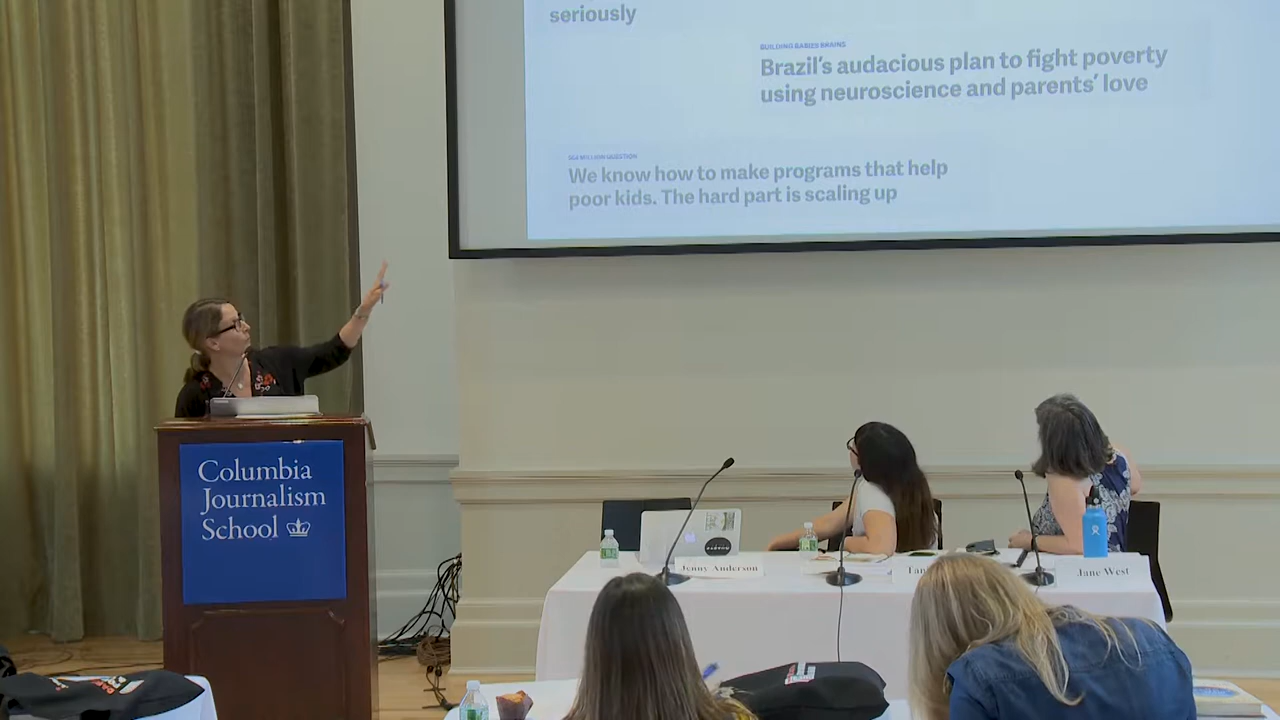 seriously
BUILDING BABIES BRAINS
Brazil's audacious plan to fight poverty
using neuroscience and parents' love
We know how to make programs that help
poor kids. The hard part is scaling up
Columbia
Journalism
School
Jenny Anderson
Jane West